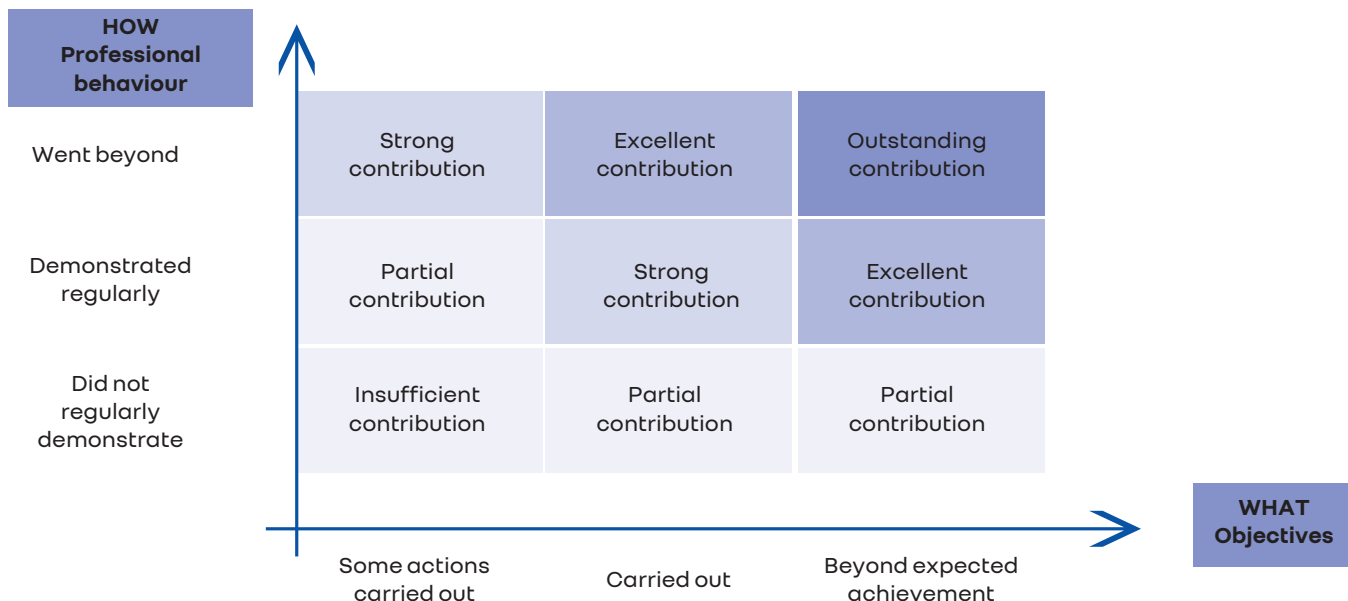 HOW
Professional
behaviour
Went beyond
Strong
contribution
Excellent
contribution
Outstanding
contribution
Demonstrated
regularly
Partial
contribution
Strong
contribution
Excellent
contribution
Did not
regularly
demonstrate
Insufficient
contribution
Partial
contribution
Partial
contribution
WHAT
Objectives
Some actions
carried out
Carried out
Beyond expected
achievement